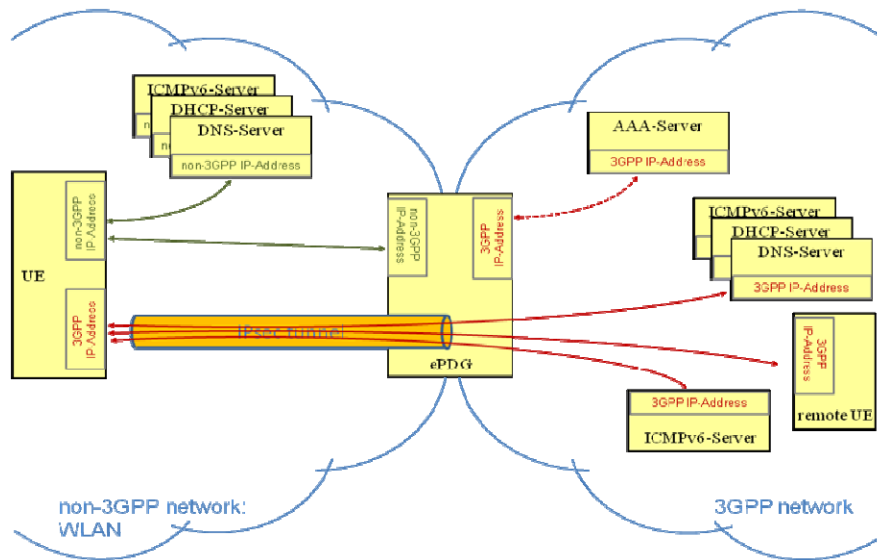 ICMPv6-Server
DHCP-Server
DNS-Server
non-3GPP IP-Address
AAA-Server
3GPP IP-Address
UE
non-3GPP
IP-Address
3GPP
IP-Address
non-3GPP
IP-Address
3GPP
IP-Address
ePDG
IPsec tunnel
ICMPv6-Server
DHCP-Server
DNS-Server
3GPP IP-Address
3GPP
IP-Address
remote UE
3GPP IP-Address
ICMPv6-Server
non-3GPP network:
WLAN
3GPP network